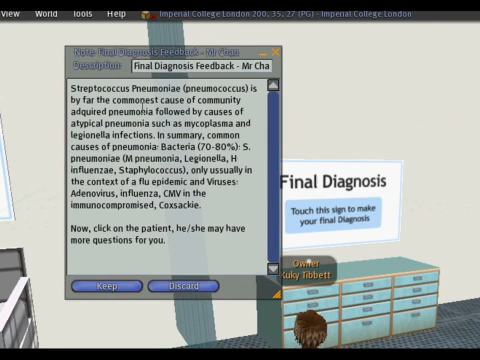 View World Tools Help Imperial College London 200, 35, 27 (PG) - Imperial College London
Note: Final Diagnosis Feedback - Mr Chan
Description: Final Diagnosis Feedback - Mr Cha
Streptococcus Pneumoniae (pneumococcus) is
by far the commonest cause of community
adquired pneumonia followed by causes of
atypical pneumonia such as mycoplasma and
legionella infections. In summary, common
causes of pneumonia: Bacteria (70-80%): S.
pneumoniae (M pneumonia, Legionella, H
influenzae, Staphylococcus), only usually in
the context of a flu epidemic and Viruses:
Adenovirus, influenza, CMV in the
immunocompromised, Coxsackie.
Now, click on the patient, he/she may have
more questions for you.
Keep Discard
Final Diagnosis
Touch this sign to make
your final Diagnosis
Owner
Kuky Tibbett